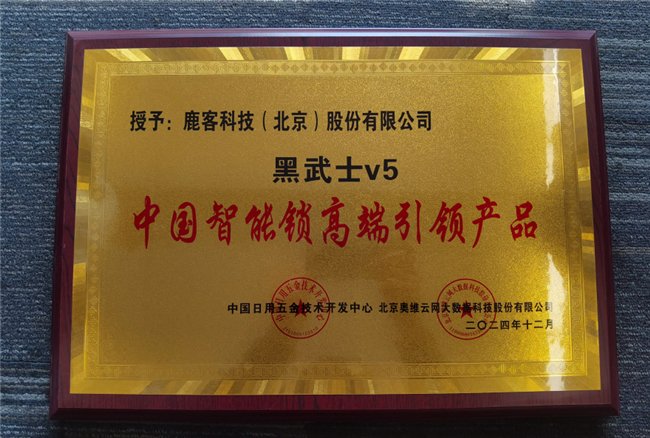 授予：鹿客科技（北京）股份有限公司
黑武士v5
中国智能锁高端引领产品
中国日用五金技术开发中心 北京奥维云网大数据科技股份有限公司
二〇二四年十二月